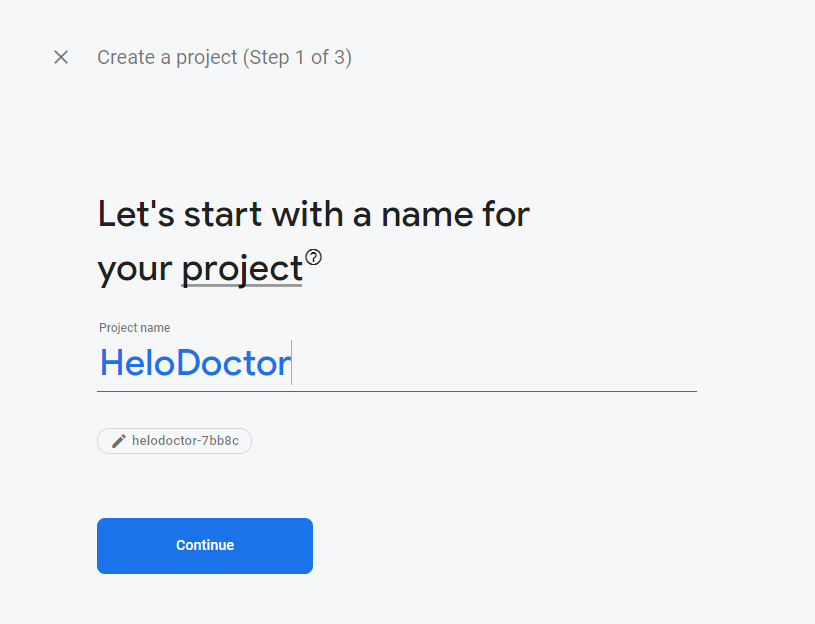 Create a project (Step 1 of 3)
Let's start with a name for
your project
Project name
HeloDoctor
helodoctor-7bb8c
Continue